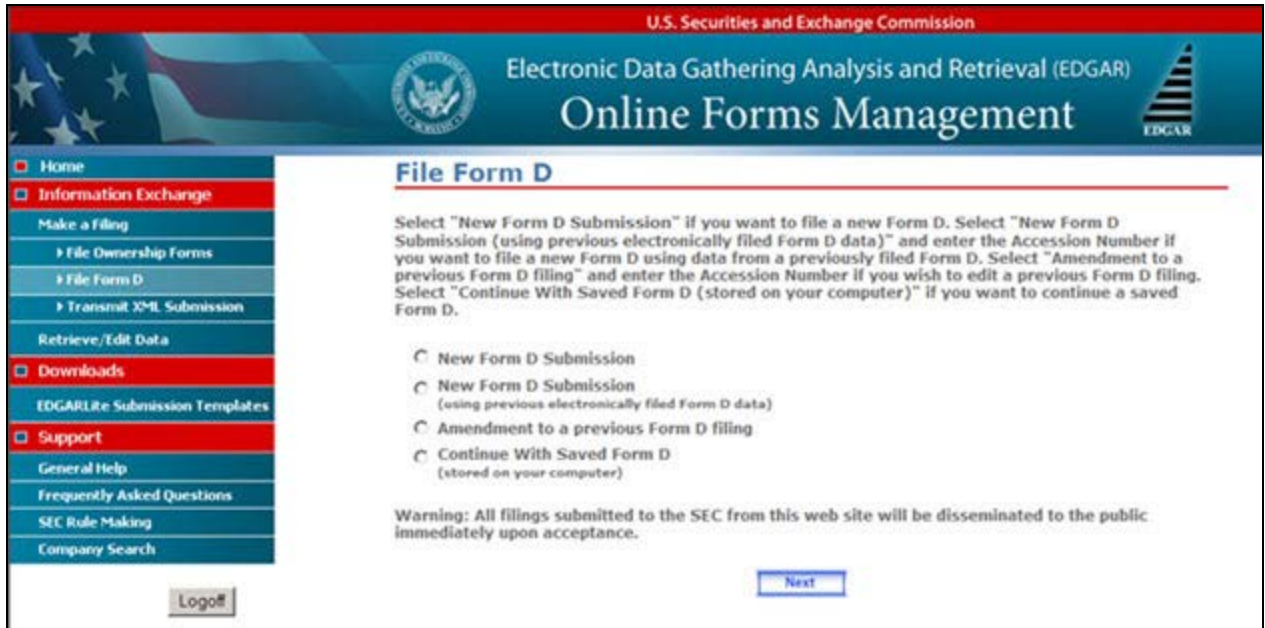 U.S. Securities and Exchange Commission
Electronic Data Gathering Analysis and Retrieval (EDGAR)
Online Forms Management
EDGAR
Home
Information Exchange
Make a Filing
File Ownership Forms
File Form D
Transmit XML Submission
Retrieve/Edit Data
Downloads
EDGARLite Submission Templates
Support
General Help
Frequently Asked Questions
SEC Rule Making
Company Search
Logoff
File Form D
Select "New Form D Submission" if you want to file a new Form D. Select "New Form D
Submission (using previous electronically filed Form D data)" and enter the Accession Number if
you want to file a new Form D using data from a previously filed Form D. Select "Amendment to a
previous Form D filing" and enter the Accession Number if you wish to edit a previous Form D filing.
Select "Continue With Saved Form D (stored on your computer)" if you want to continue a saved
Form D.
New Form D Submission
New Form D Submission
(using previous electronically filed Form D data)
Amendment to a previous Form D filing
Continue With Saved Form D
(stored on your computer)
Warning: All filings submitted to the SEC from this web site will be disseminated to the public
immediately upon acceptance.
Next